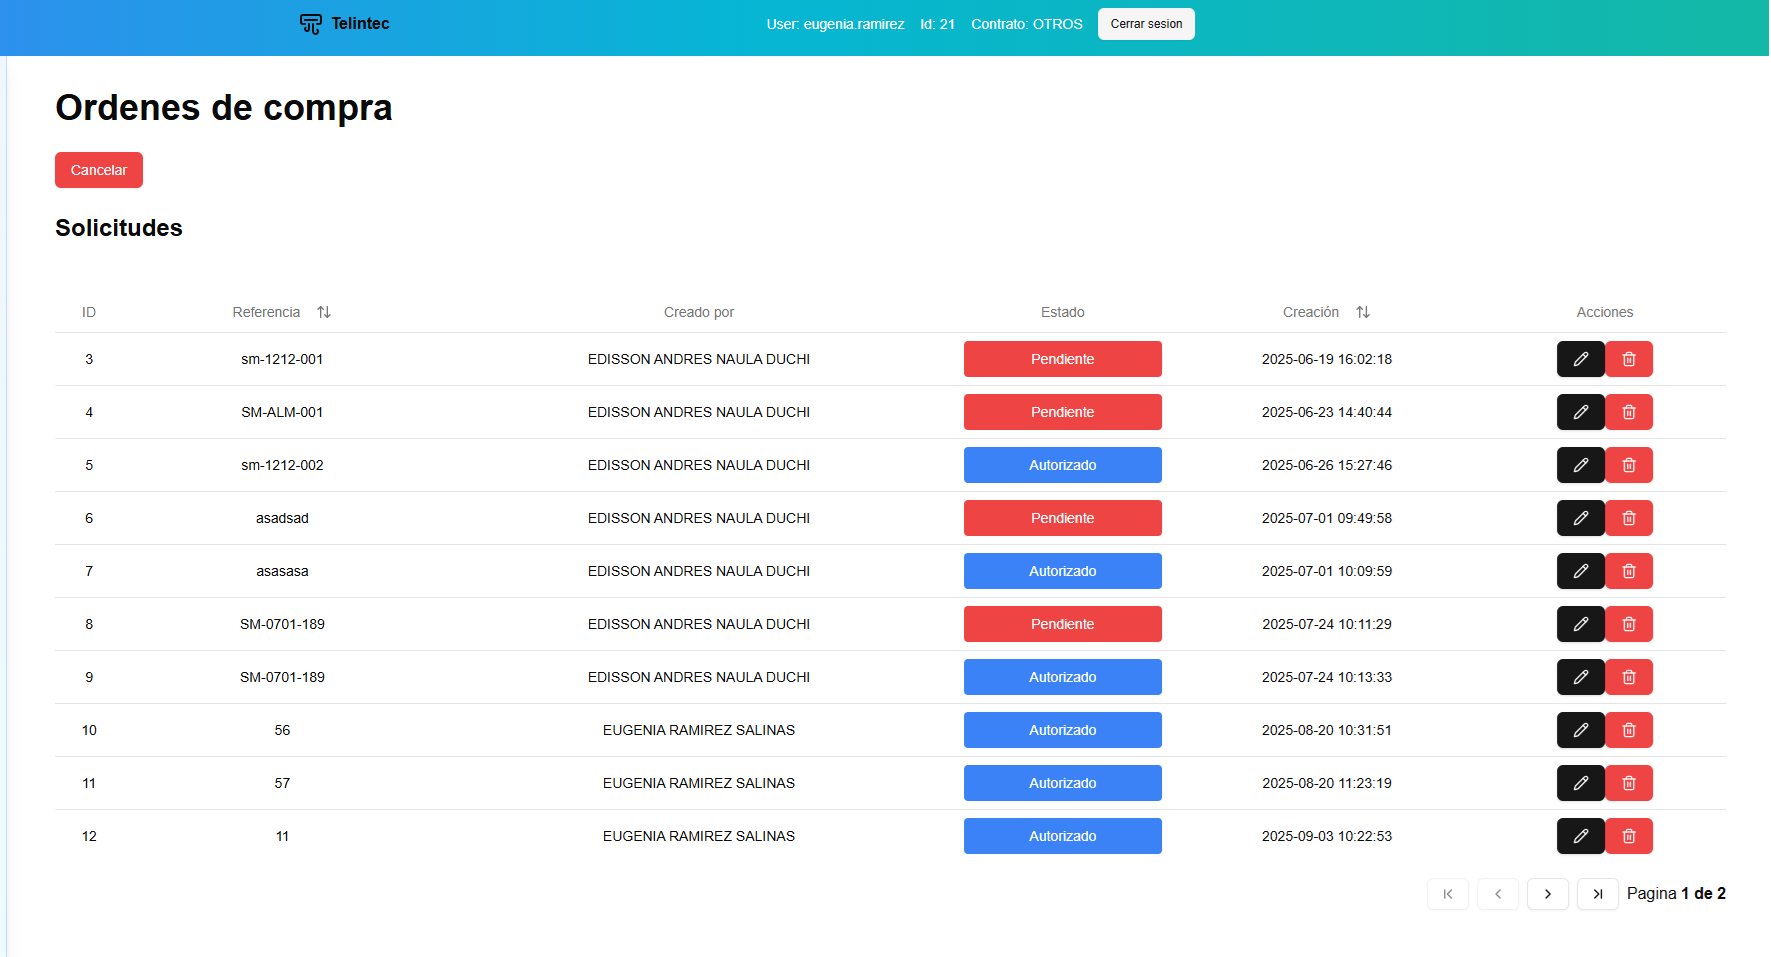 Telintec
User: eugenia.ramirez Id: 21 Contrato: OTROS Cerrar sesion
Ordenes de compra
Cancelar
Solicitudes
ID Referencia Creado por Estado Creación Acciones
3 sm-1212-001 EDISSON ANDRES NAULA DUCHI Pendiente 2025-06-19 16:02:18
4 SM-ALM-001 EDISSON ANDRES NAULA DUCHI Pendiente 2025-06-23 14:40:44
5 sm-1212-002 EDISSON ANDRES NAULA DUCHI Autorizado 2025-06-26 15:27:46
6 asadsad EDISSON ANDRES NAULA DUCHI Pendiente 2025-07-01 09:49:58
7 asasasa EDISSON ANDRES NAULA DUCHI Autorizado 2025-07-01 10:09:59
8 SM-0701-189 EDISSON ANDRES NAULA DUCHI Pendiente 2025-07-24 10:11:29
9 SM-0701-189 EDISSON ANDRES NAULA DUCHI Autorizado 2025-07-24 10:13:33
10 56 EUGENIA RAMIREZ SALINAS Autorizado 2025-08-20 10:31:51
11 57 EUGENIA RAMIREZ SALINAS Autorizado 2025-08-20 11:23:19
12 11 EUGENIA RAMIREZ SALINAS Autorizado 2025-09-03 10:22:53
Pagina 1 de 2